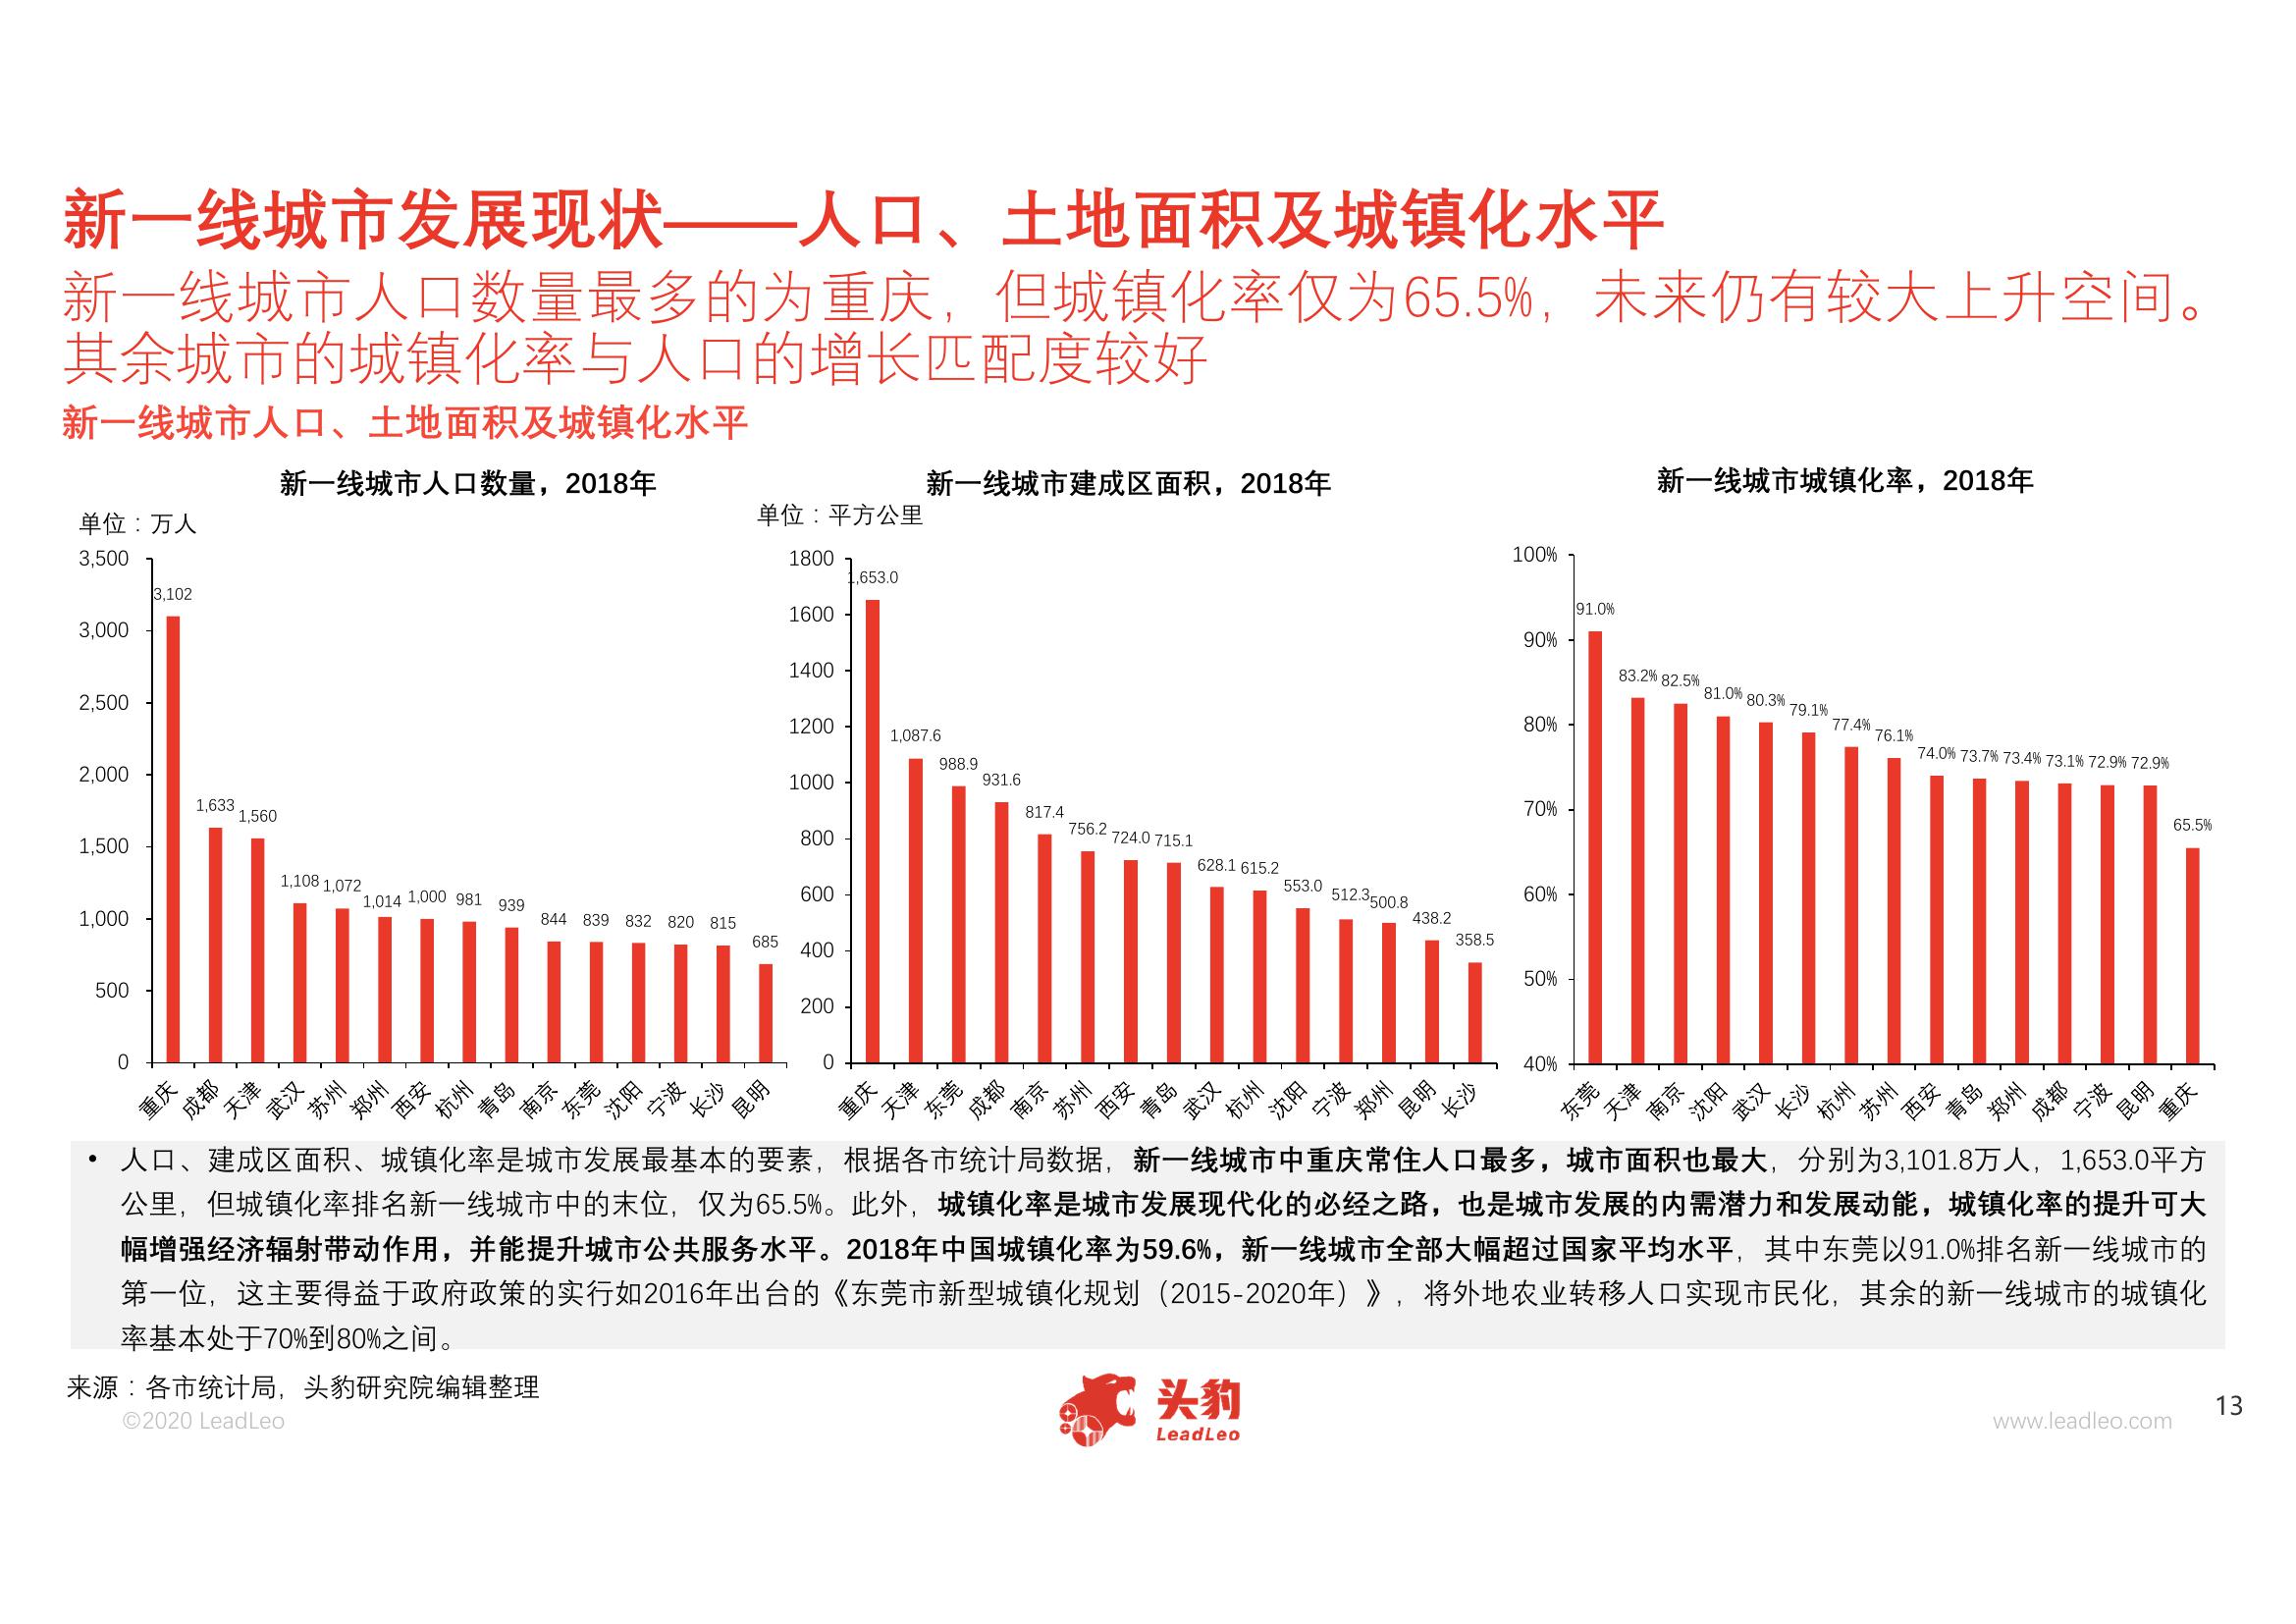 新一线城市发展现状——人口、土地面积及城镇化水平
新一线城市人口数量最多的为重庆，但城镇化率仅为65.5%，未来仍有较大上升空间。
其余城市的城镇化率与人口的增长匹配度较好
新一线城市人口、土地面积及城镇化水平
新一线城市人口数量，2018年
单位：万人
3,500
3,000
2,500
2,000
1,500
1,000
500
0
3,102
1,633
1,560
1,108
1,072
1,014
1,000
981
939
844
839
832
820
815
685
重庆
成都
天津
武汉
苏州
郑州
西安
杭州
青岛
南京
东莞
沈阳
宁波
长沙
昆明
新一线城市建成区面积，2018年
单位：平方公里
1800
1600
1400
1200
1000
800
600
400
200
0
1,653.0
1,087.6
988.9
931.6
817.4
756.2
724.0
715.1
628.1
615.2
553.0
512.3
500.8
438.2
358.5
重庆
天津
东莞
成都
南京
苏州
西安
青岛
武汉
杭州
沈阳
宁波
郑州
昆明
长沙
新一线城市城镇化率，2018年
100%
90%
80%
70%
60%
50%
40%
91.0%
83.2%
82.5%
81.0%
80.3%
79.1%
77.4%
76.1%
74.0%
73.7%
73.4%
73.1%
72.9%
72.9%
65.5%
东莞
天津
南京
沈阳
武汉
长沙
杭州
苏州
西安
青岛
郑州
成都
宁波
昆明
重庆
• 人口、建成区面积、城镇化率是城市发展最基本的要素，根据各市统计局数据，新一线城市中重庆常住人口最多，城市面积也最大，分别为3,101.8万人，1,653.0平方
公里，但城镇化率排名新一线城市中的末位，仅为65.5%。此外，城镇化率是城市发展现代化的必经之路，也是城市发展的内需潜力和发展动能，城镇化率的提升可大
幅增强经济辐射带动作用，并能提升城市公共服务水平。2018年中国城镇化率为59.6%，新一线城市全部大幅超过国家平均水平，其中东莞以91.0%排名新一线城市的
第一位，这主要得益于政府政策的实行如2016年出台的《东莞市新型城镇化规划（2015-2020年）》，将外地农业转移人口实现市民化，其余的新一线城市的城镇化
率基本处于70%到80%之间。
来源：各市统计局，头豹研究院编辑整理
©2020 LeadLeo
头豹
LeadLeo
www.leadleo.com
13